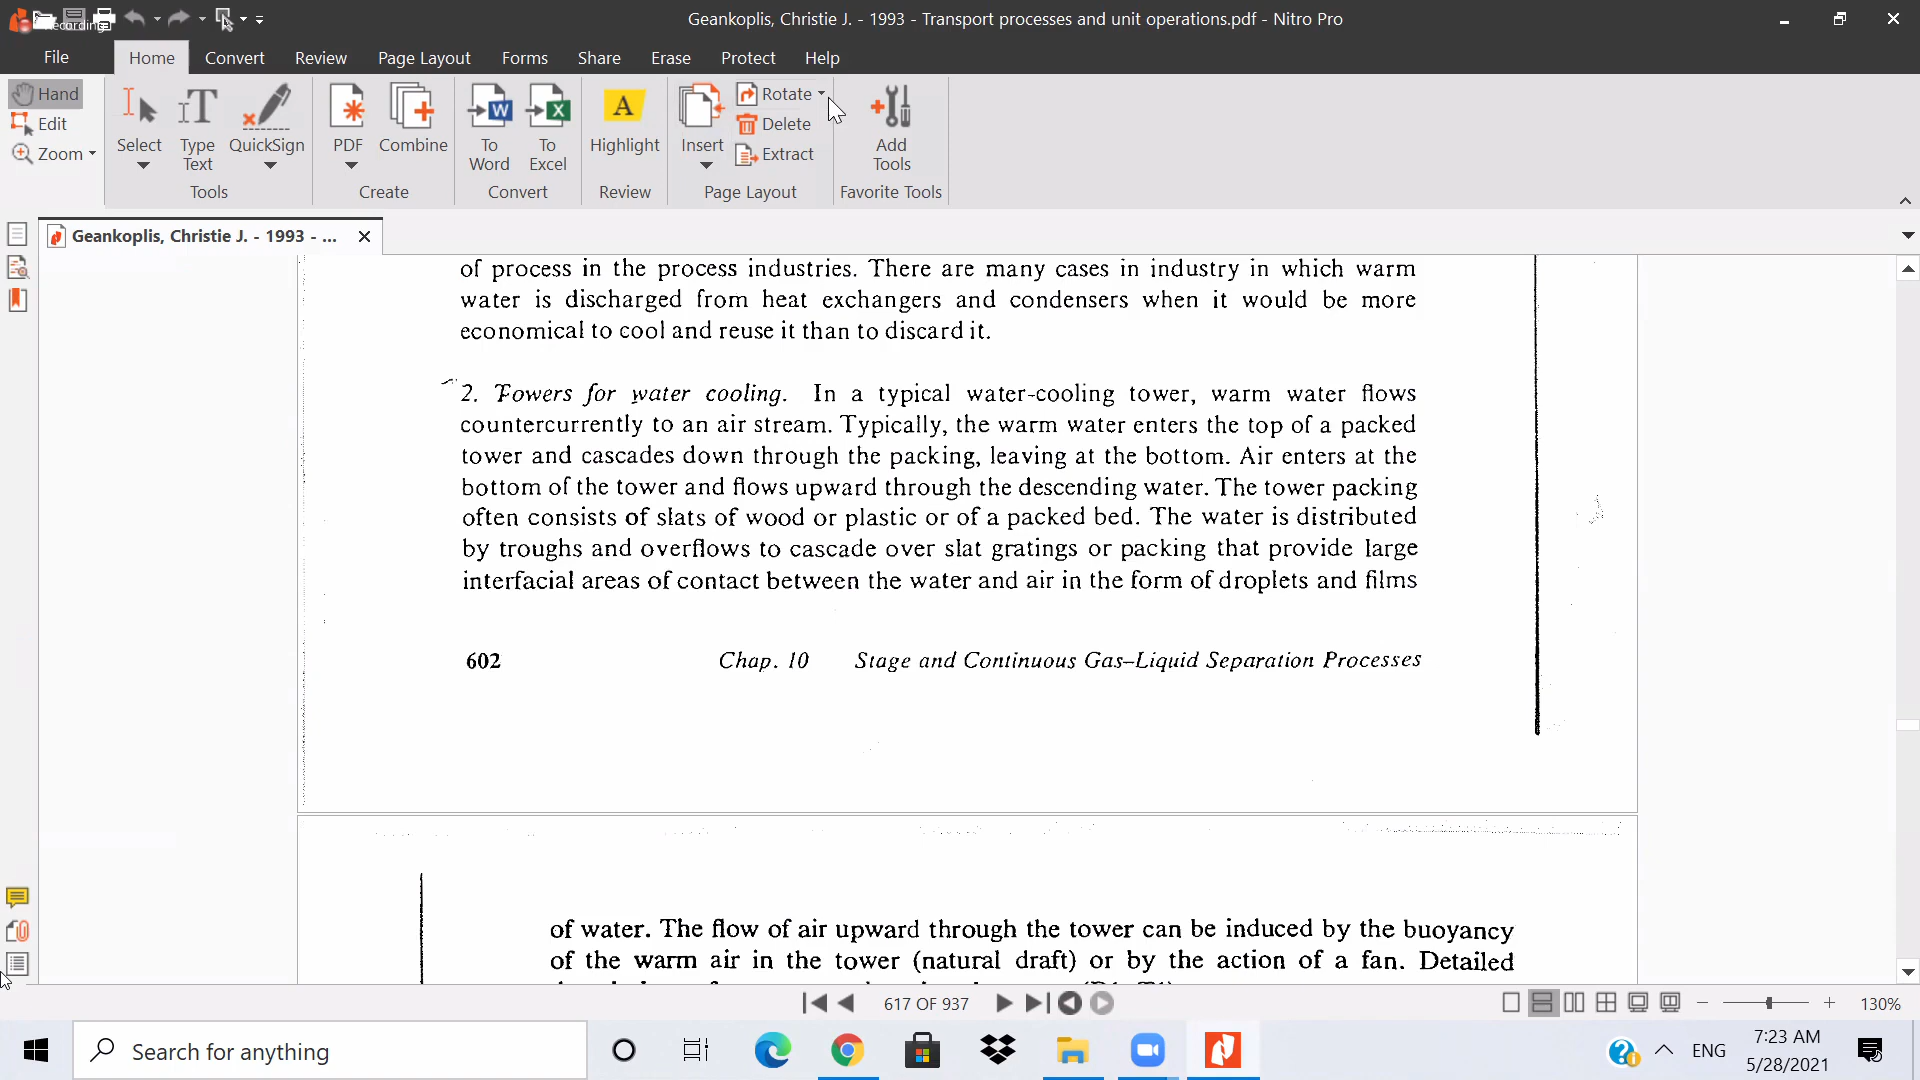 Recording
Geankoplis, Christie J. - 1993 - Transport processes and unit operations.pdf - Nitro Pro
File Home Convert Review Page Layout Forms Share Erase Protect Help
Hand
Edit
Zoom
Select
Type Text
QuickSign
Tools
PDF
Combine
Create
To Word
To Excel
Convert
Highlight
Review
Insert
Rotate
Delete
Extract
Page Layout
Add Tools
Favorite Tools
Geankoplis, Christie J. - 1993 - ...
of process in the process industries. There are many cases in industry in which warm
water is discharged from heat exchangers and condensers when it would be more
economical to cool and reuse it than to discard it.
2. Towers for water cooling. In a typical water-cooling tower, warm water flows
countercurrently to an air stream. Typically, the warm water enters the top of a packed
tower and cascades down through the packing, leaving at the bottom. Air enters at the
bottom of the tower and flows upward through the descending water. The tower packing
often consists of slats of wood or plastic or of a packed bed. The water is distributed
by troughs and overflows to cascade over slat gratings or packing that provide large
interfacial areas of contact between the water and air in the form of droplets and films
602 Chap. 10 Stage and Continuous Gas–Liquid Separation Processes
of water. The flow of air upward through the tower can be induced by the buoyancy
of the warm air in the tower (natural draft) or by the action of a fan. Detailed
617 OF 937
130%
Search for anything
ENG
7:23 AM
5/28/2021